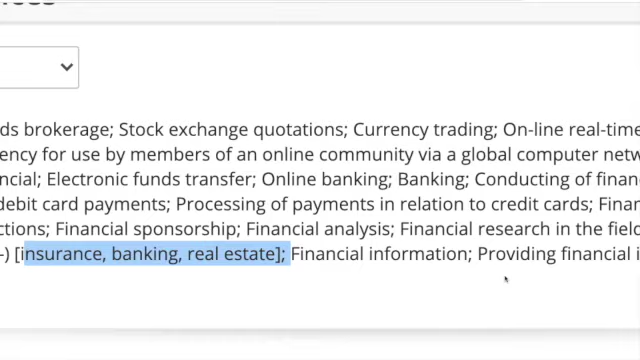 ds brokerage; Stock exchange quotations; Currency trading; On-line real-time
ency for use by members of an online community via a global computer netw
ncial; Electronic funds transfer; Online banking; Banking; Conducting of finan
debit card payments; Processing of payments in relation to credit cards; Finan
ctions; Financial sponsorship; Financial analysis; Financial research in the field
-) [insurance, banking, real estate]; Financial information; Providing financial i